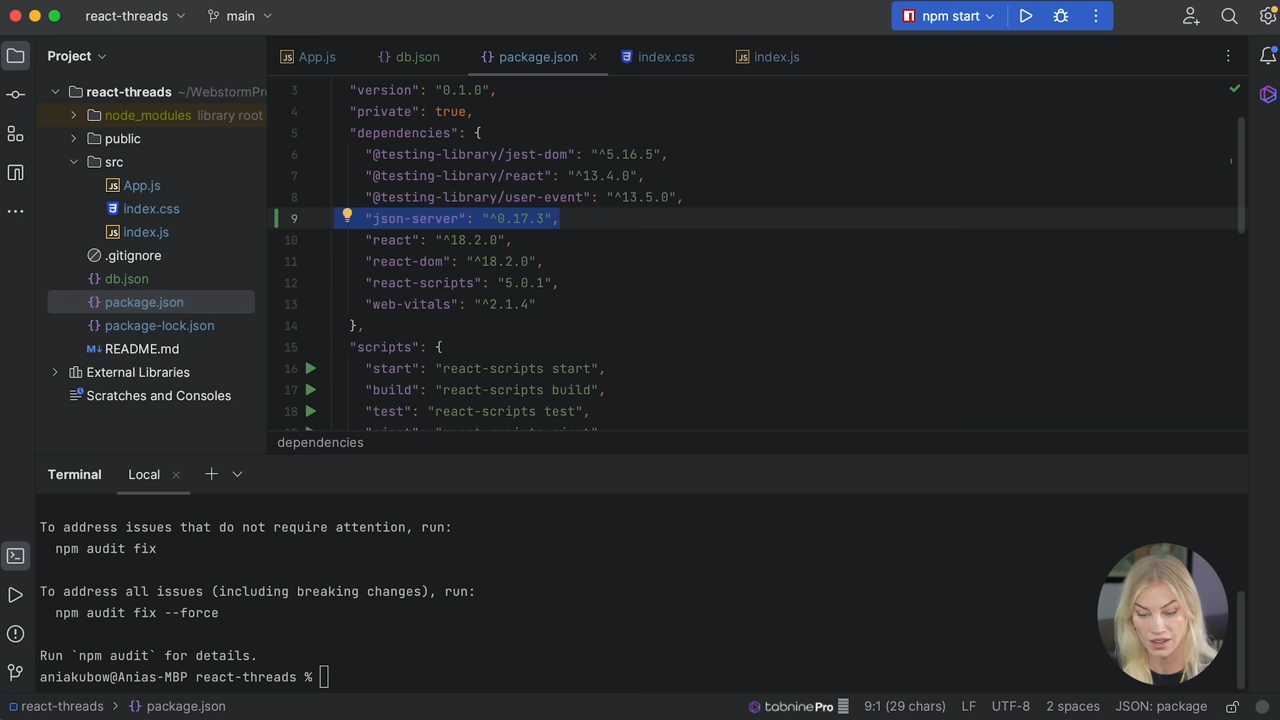 react-threads
main
npm start
Project
App.js
db.json
package.json
index.css
index.js
react-threads ~/WebstormPro
node_modules library root
public
src
App.js
index.css
index.js
.gitignore
db.json
package.json
package-lock.json
README.md
External Libraries
Scratches and Consoles
3 "version": "0.1.0",
4 "private": true,
5 "dependencies": {
6 "@testing-library/jest-dom": "^5.16.5",
7 "@testing-library/react": "^13.4.0",
8 "@testing-library/user-event": "^13.5.0",
9 "json-server": "^0.17.3",
10 "react": "^18.2.0",
11 "react-dom": "^18.2.0",
12 "react-scripts": "5.0.1",
13 "web-vitals": "^2.1.4"
14 },
15 "scripts": {
16 "start": "react-scripts start",
17 "build": "react-scripts build",
18 "test": "react-scripts test",
dependencies
Terminal
Local
To address issues that do not require attention, run:
npm audit fix
To address all issues (including breaking changes), run:
npm audit fix --force
Run `npm audit` for details.
aniakubow@Anias-MBP react-threads %
react-threads
package.json
tabnine Pro
9:1 (29 chars)
LF
UTF-8
2 spaces
JSON: package